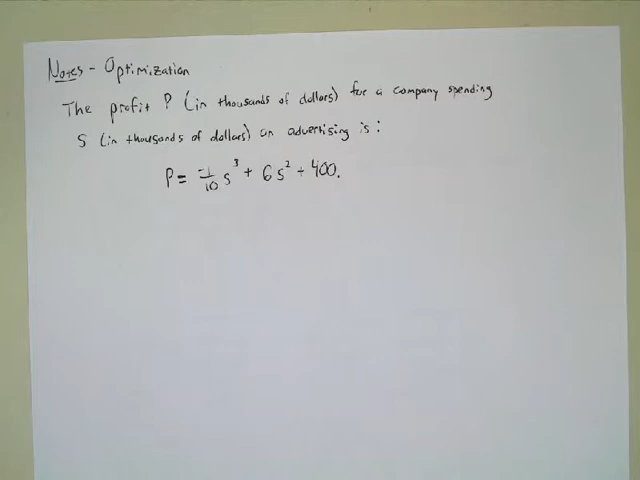 Notes - Optimization
The profit P (in thousands of dollars) for a company spending
S (in thousands of dollars) on advertising is:
P = -1/10 s³ + 6s² + 400.